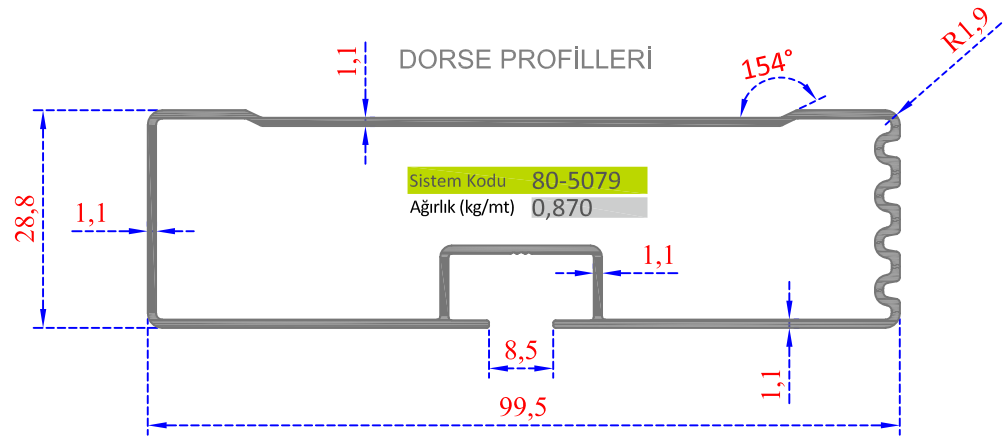 DORSE PROFİLLERİ
1,1
154°
R1,9
Sistem Kodu 80-5079
Ağırlık (kg/mt) 0,870
28,8
1,1
1,1
8,5
1,1
99,5